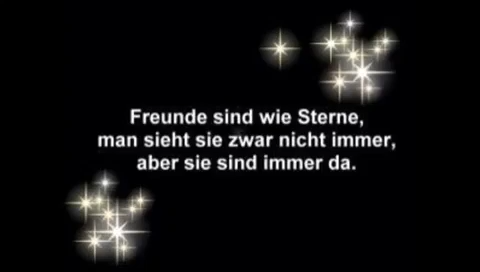 Freunde sind wie Sterne,
man sieht sie zwar nicht immer,
aber sie sind immer da.